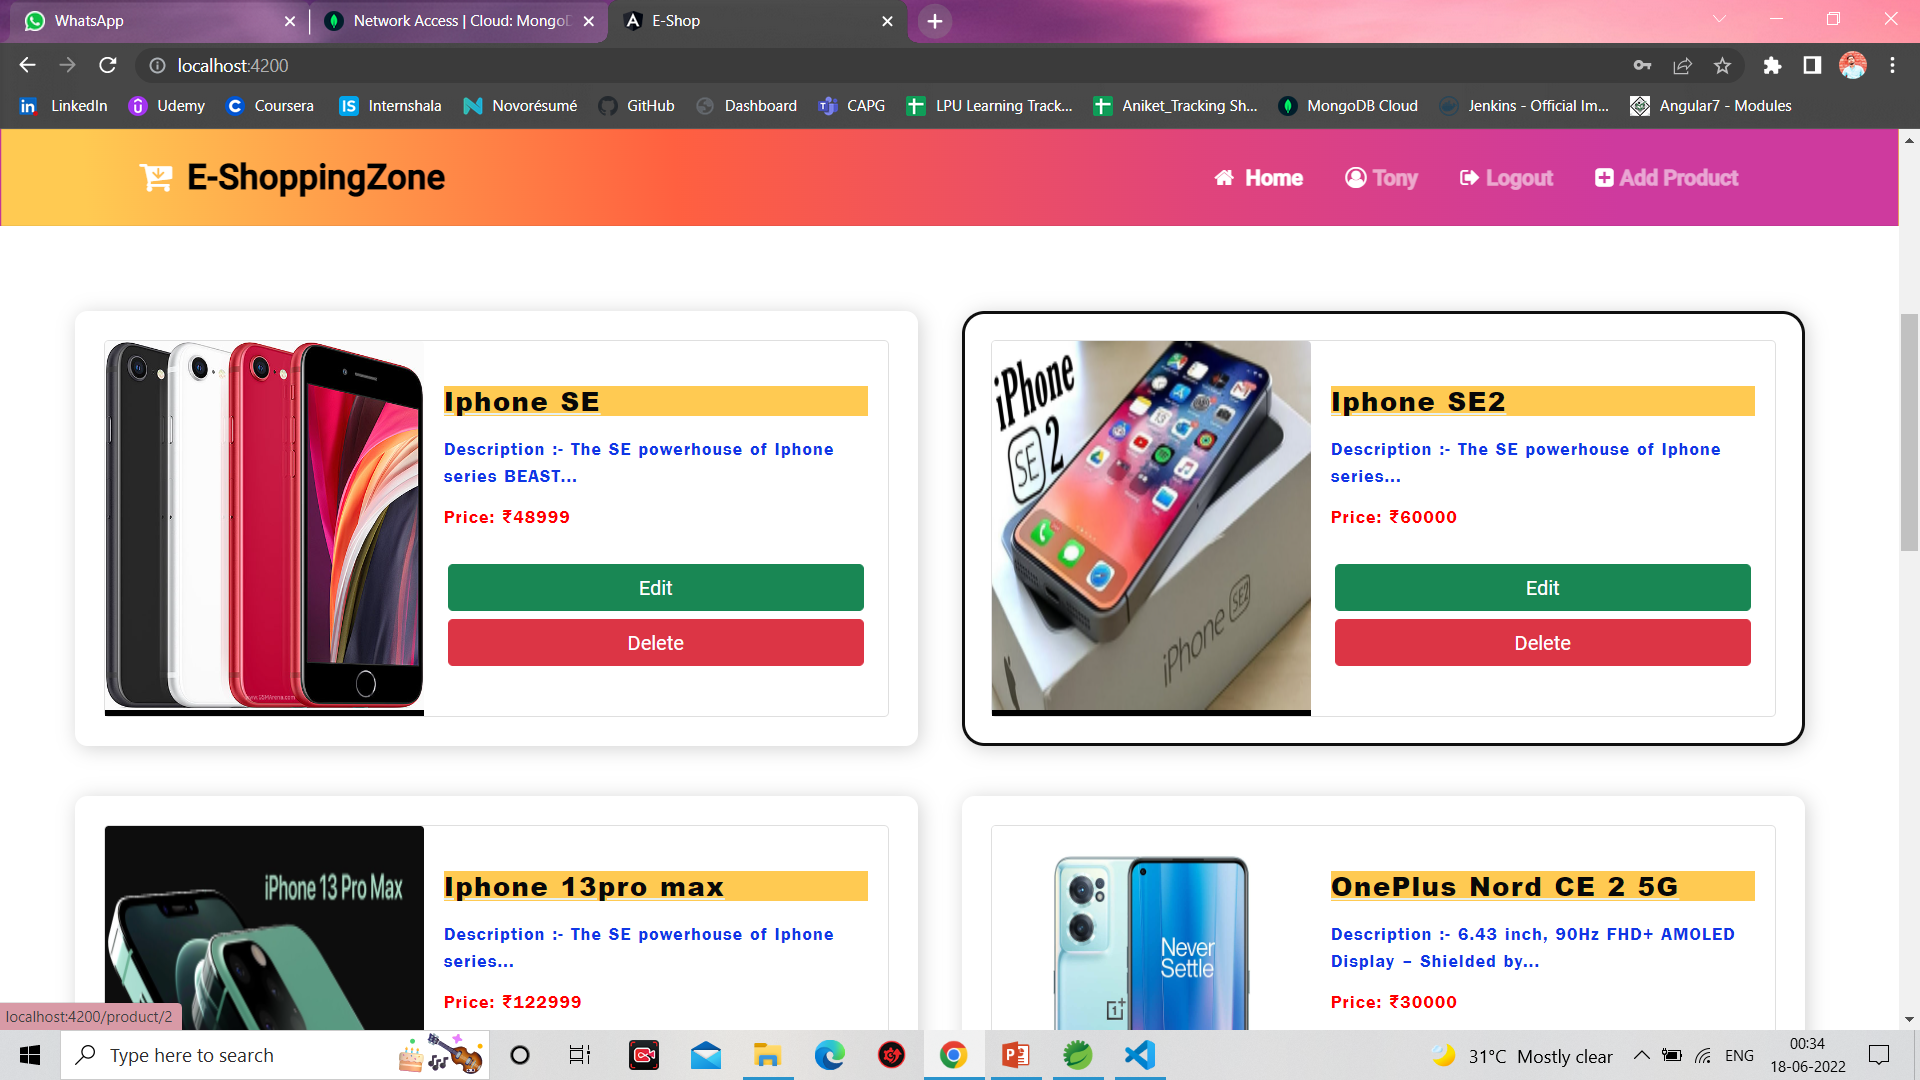 WhatsApp
Network Access | Cloud: MongoD
E-Shop
localhost:4200
LinkedIn Udemy Coursera Internshala Novorésumé GitHub Dashboard CAPG LPU Learning Track... Aniket_Tracking Sh... MongoDB Cloud Jenkins - Official Im... Angular7 - Modules
E-ShoppingZone
Home Tony Logout Add Product
Iphone SE
Description :- The SE powerhouse of Iphone
series BEAST...
Price: ₹48999
Edit
Delete
iPhone
SE 2
iPhone SE2
Iphone SE2
Description :- The SE powerhouse of Iphone
series...
Price: ₹60000
Edit
Delete
iPhone 13 Pro Max
Iphone 13pro max
Description :- The SE powerhouse of Iphone
series...
Price: ₹122999
Never
Settle
OnePlus Nord CE 2 5G
Description :- 6.43 inch, 90Hz FHD+ AMOLED
Display – Shielded by...
Price: ₹30000
localhost:4200/product/2
Type here to search
31°C Mostly clear
ENG
00:34
18-06-2022